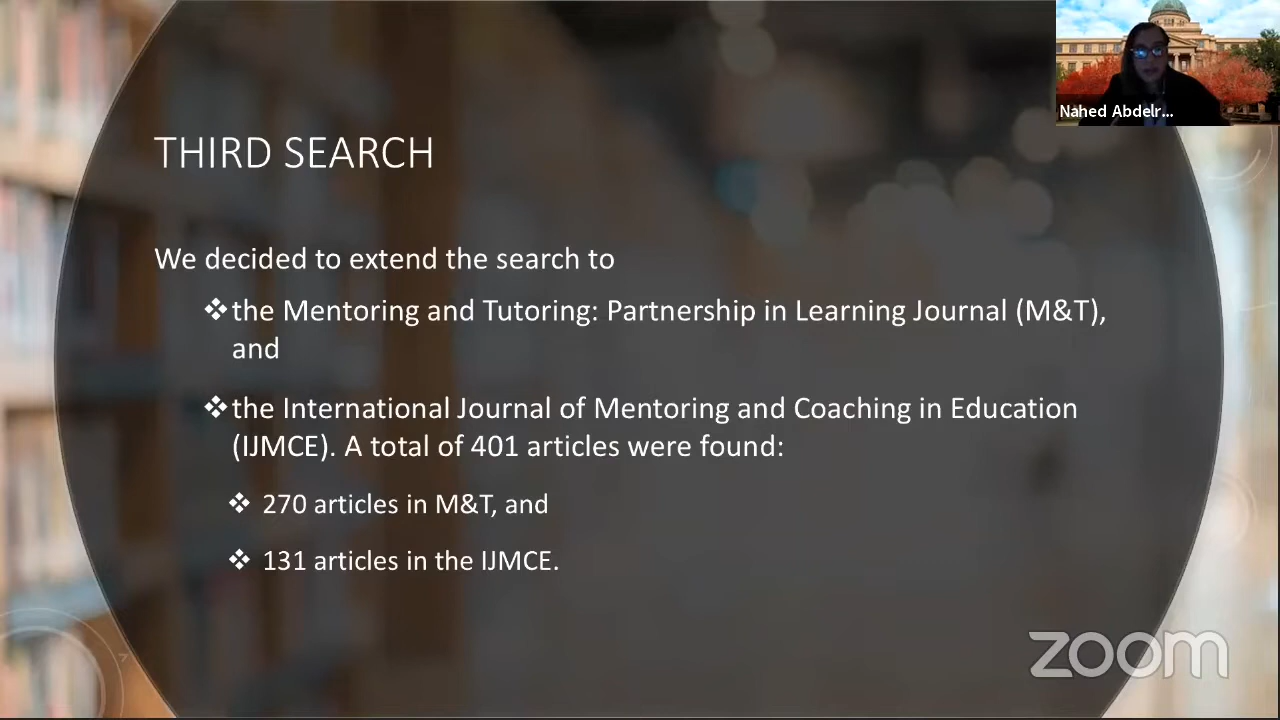 Nahed Abdelr...
THIRD SEARCH
We decided to extend the search to
❖the Mentoring and Tutoring: Partnership in Learning Journal (M&T),
and
❖the International Journal of Mentoring and Coaching in Education
(IJMCE). A total of 401 articles were found:
❖ 270 articles in M&T, and
❖ 131 articles in the IJMCE.
zoom